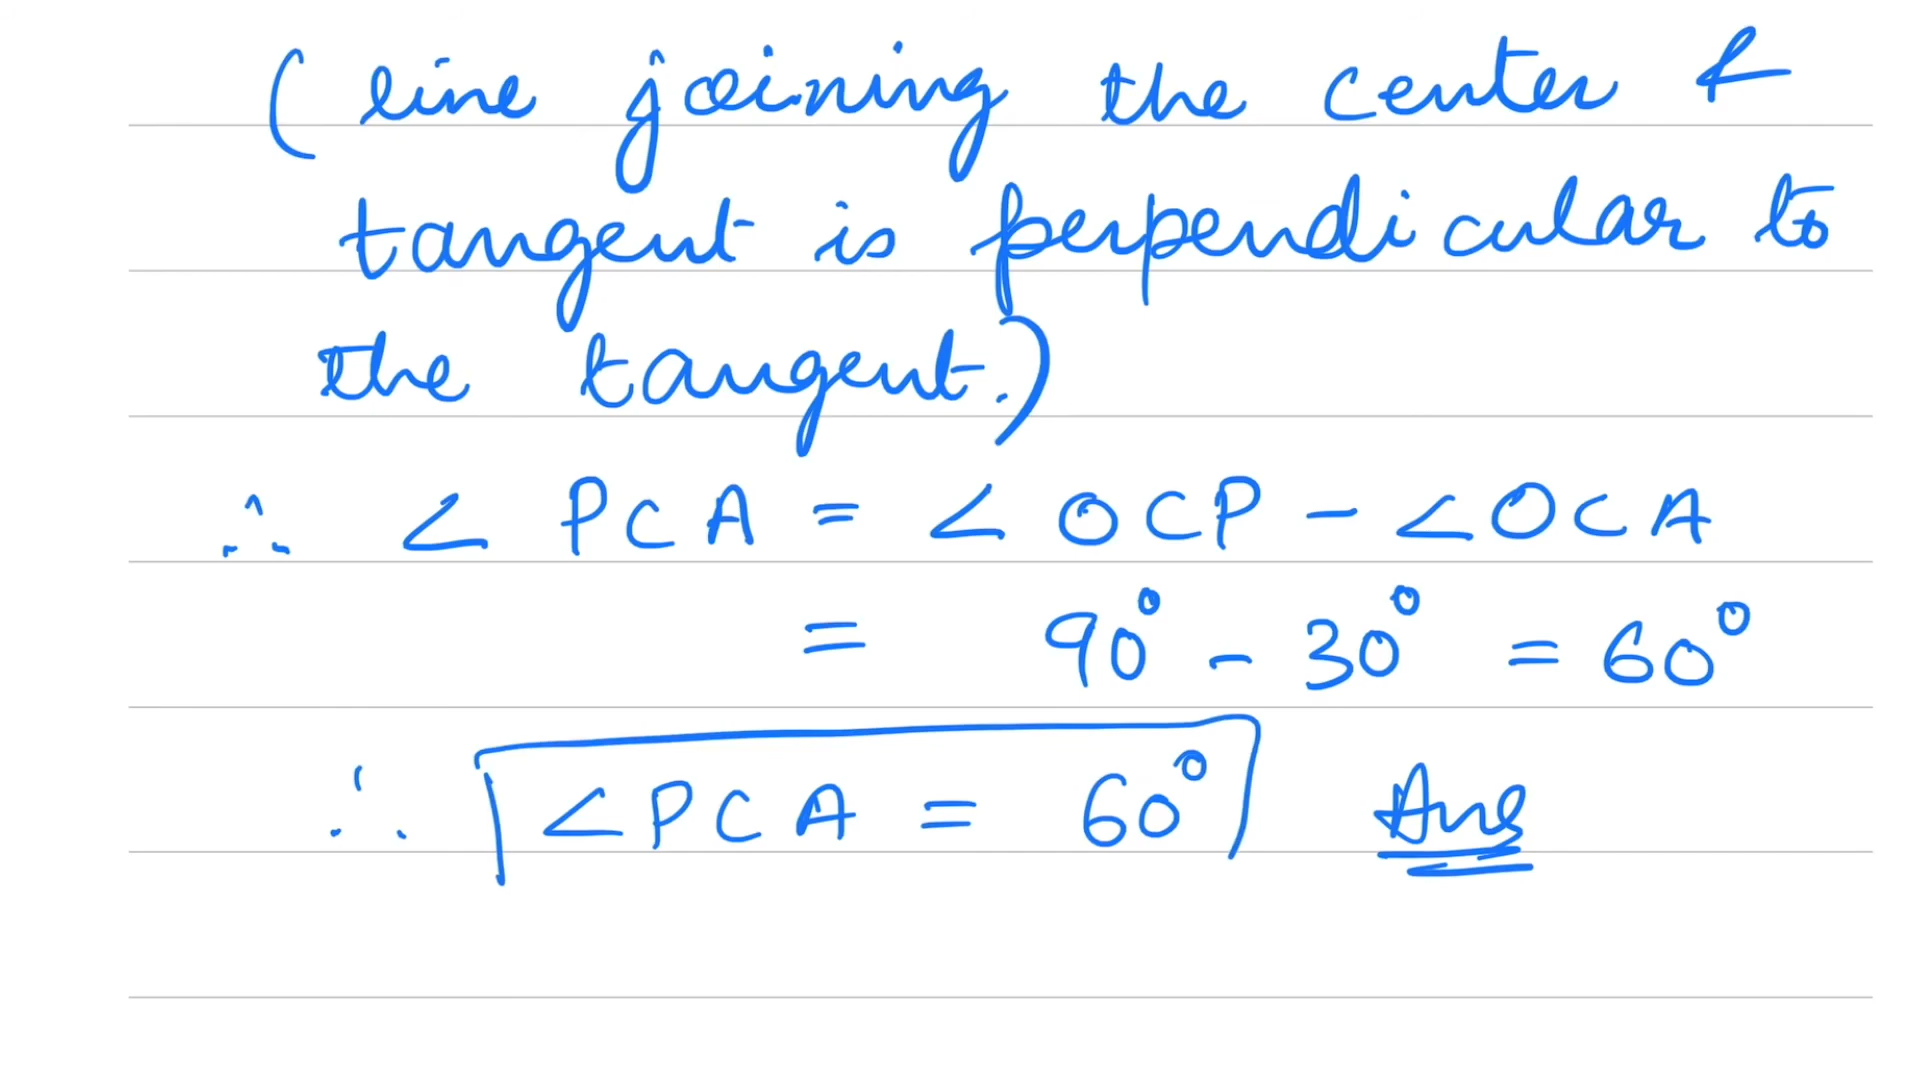 (line joining the center &
tangent is perpendicular to
the tangent.)
∴ ∠ PCA = ∠ OCP - ∠OCA
= 90° - 30° = 60°
∴ ∠PCA = 60° Ans